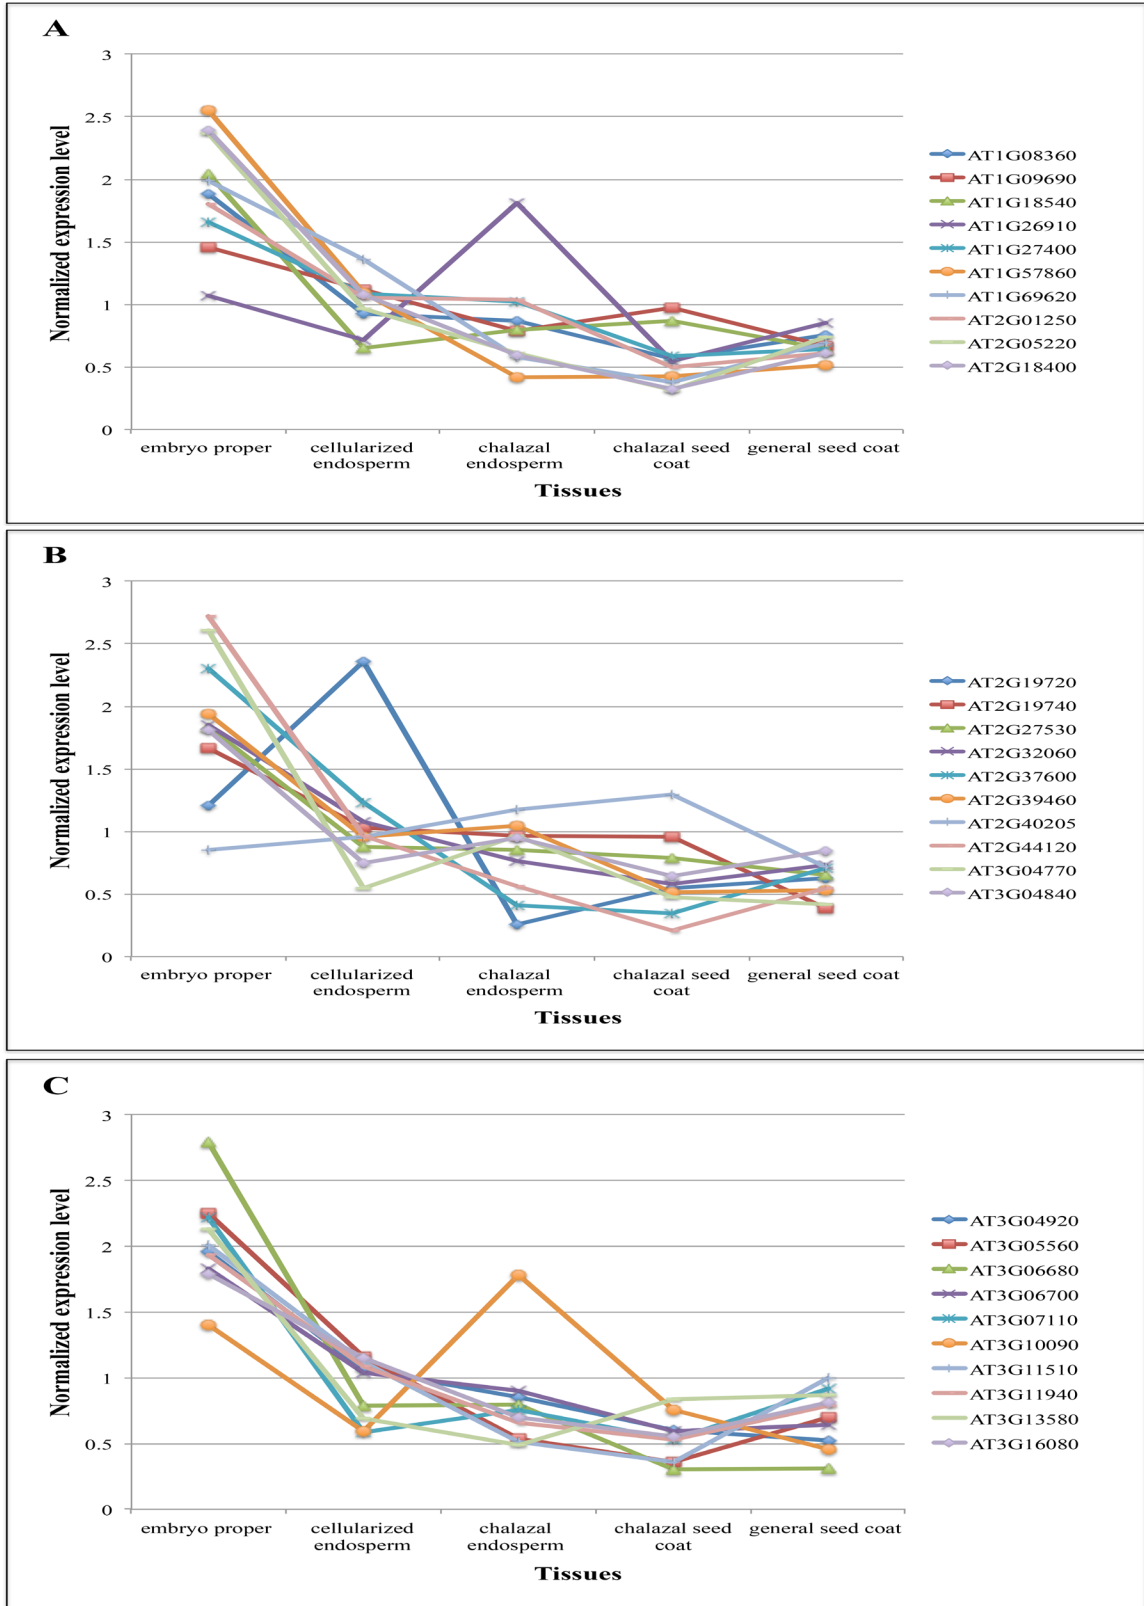 A
Normalized expression level
3
2.5
2
1.5
1
0.5
0
embryo proper
cellularized
endosperm
chalazal
endosperm
chalazal seed
coat
general seed coat
Tissues
AT1G08360
AT1G09690
AT1G18540
AT1G26910
AT1G27400
AT1G57860
AT1G69620
AT2G01250
AT2G05220
AT2G18400
B
Normalized expression level
3
2.5
2
1.5
1
0.5
0
embryo proper
cellularized
endosperm
chalazal
endosperm
chalazal seed
coat
general seed coat
Tissues
AT2G19720
AT2G19740
AT2G27530
AT2G32060
AT2G37600
AT2G39460
AT2G40205
AT2G44120
AT3G04770
AT3G04840
C
Normalized expression level
3
2.5
2
1.5
1
0.5
0
embryo proper
cellularized
endosperm
chalazal
endosperm
chalazal seed
coat
general seed coat
Tissues
AT3G04920
AT3G05560
AT3G06680
AT3G06700
AT3G07110
AT3G10090
AT3G11510
AT3G11940
AT3G13580
AT3G16080